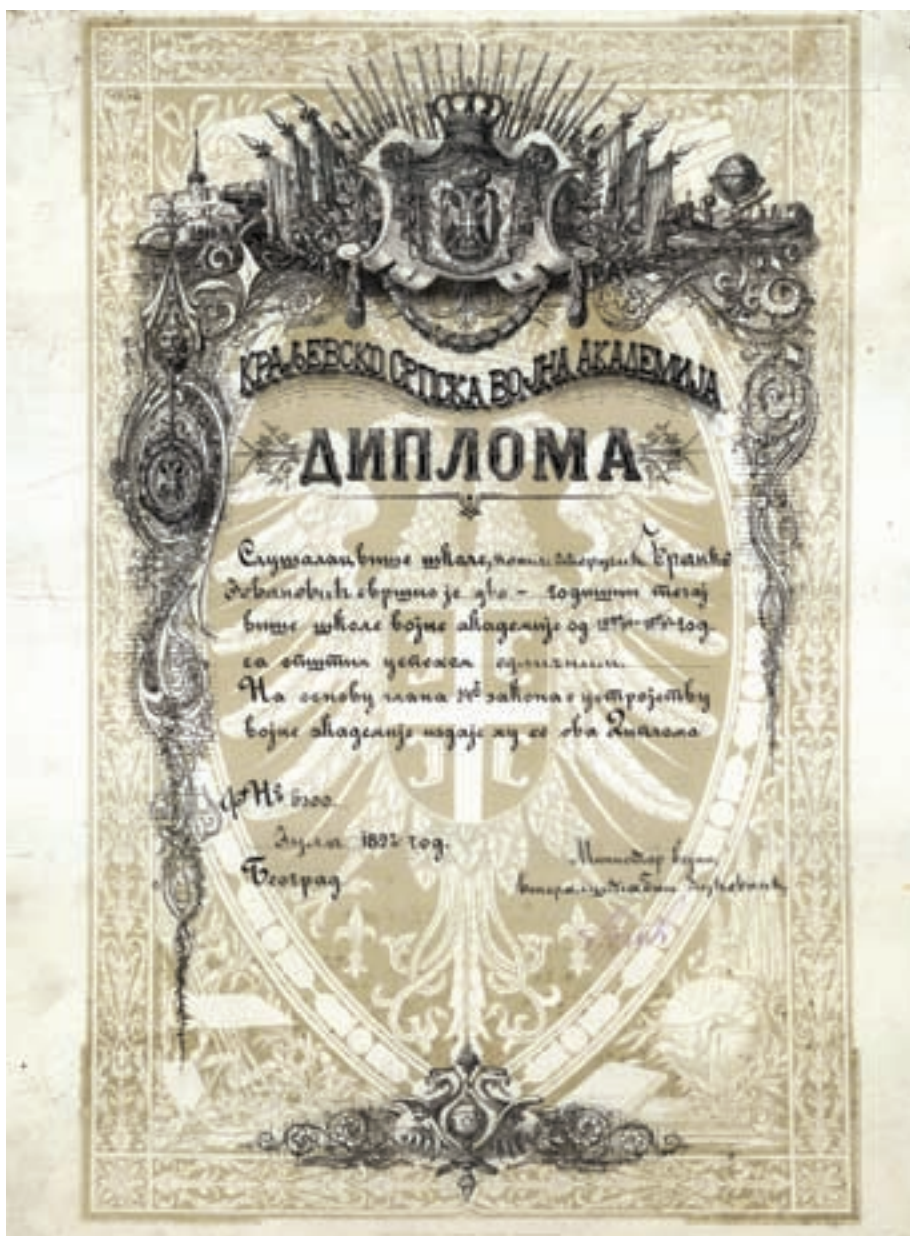 КРАЉЕВСКО СРПСКА ВОЈНА АКАДЕМИЈА
ДИПЛОМА
Слушалац више школе, Бранко
Јовановић свршио је дво - годишњи течај
више школе војне академије од год.
са општим успехом одличним.
На основу члана закона о устројству
војне академије издаје му се ова Диплома
Ф№ 
Јула 1892 год.
Београд
Министар војни,